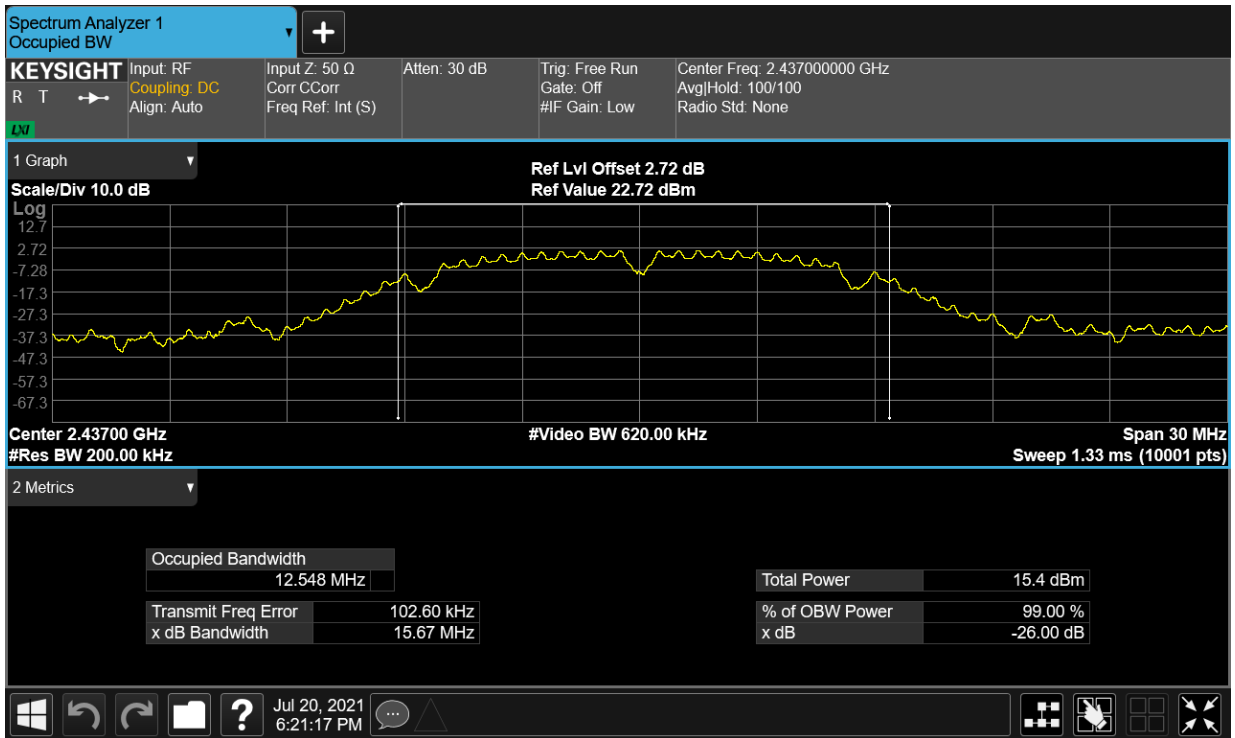 Spectrum Analyzer 1
Occupied BW
KEYSIGHT
R T
LXI
Input: RF
Coupling: DC
Align: Auto
Input Z: 50 Ω
Corr CCorr
Freq Ref: Int (S)
Atten: 30 dB
Trig: Free Run
Gate: Off
#IF Gain: Low
Center Freq: 2.437000000 GHz
Avg|Hold: 100/100
Radio Std: None
1 Graph
Scale/Div 10.0 dB
Ref Lvl Offset 2.72 dB
Ref Value 22.72 dBm
Log
12.7
2.72
-7.28
-17.3
-27.3
-37.3
-47.3
-57.3
-67.3
Center 2.43700 GHz
#Res BW 200.00 kHz
#Video BW 620.00 kHz
Span 30 MHz
Sweep 1.33 ms (10001 pts)
2 Metrics
Occupied Bandwidth
12.548 MHz
Transmit Freq Error 102.60 kHz
x dB Bandwidth 15.67 MHz
Total Power 15.4 dBm
% of OBW Power 99.00 %
x dB -26.00 dB
?
Jul 20, 2021
6:21:17 PM